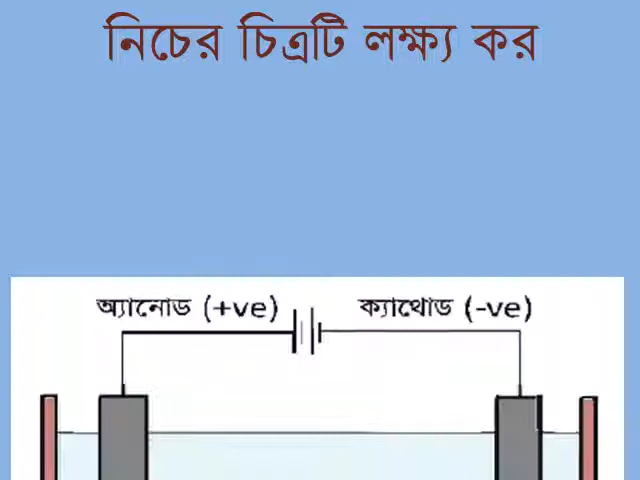 নিচের চিত্রটি লক্ষ্য কর
অ্যানোড (+ve) ক্যাথোড (-ve)